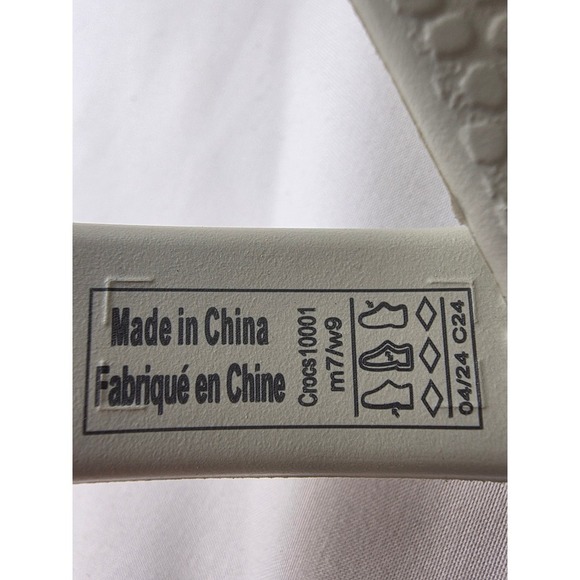 Made in China
Fabriqué en Chine
Crocs10001
m7/w9
04/24 C24